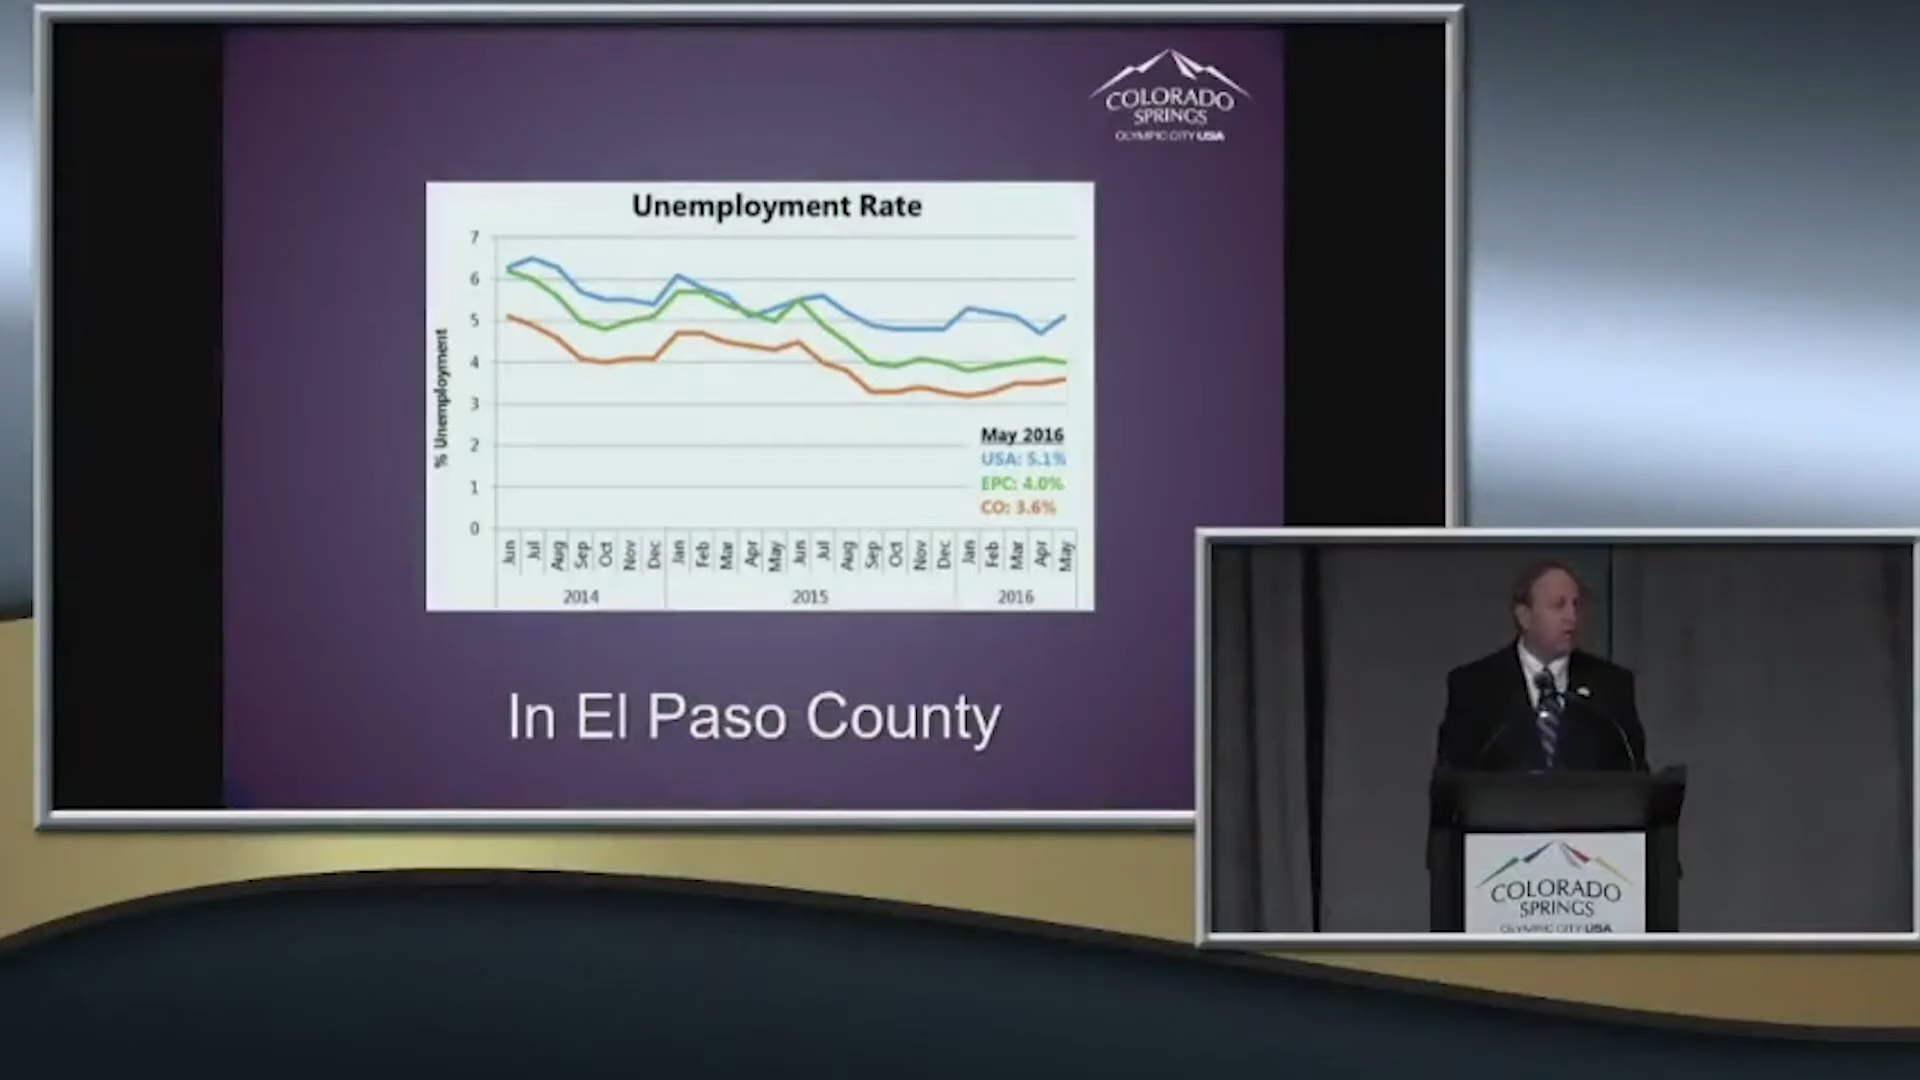 COLORADO
SPRINGS
OLYMPIC CITY USA
Unemployment Rate
7
6
5
4
3
2
1
0
% Unemployment
May 2016
USA: 5.1%
EPC: 4.0%
CO: 3.6%
Jun Jul Aug Sep Oct Nov Dec Jan Feb Mar Apr May Jun Jul Aug Sep Oct Nov Dec Jan Feb Mar Apr May
2014 2015 2016
In El Paso County
COLORADO
SPRINGS
OLYMPIC CITY USA